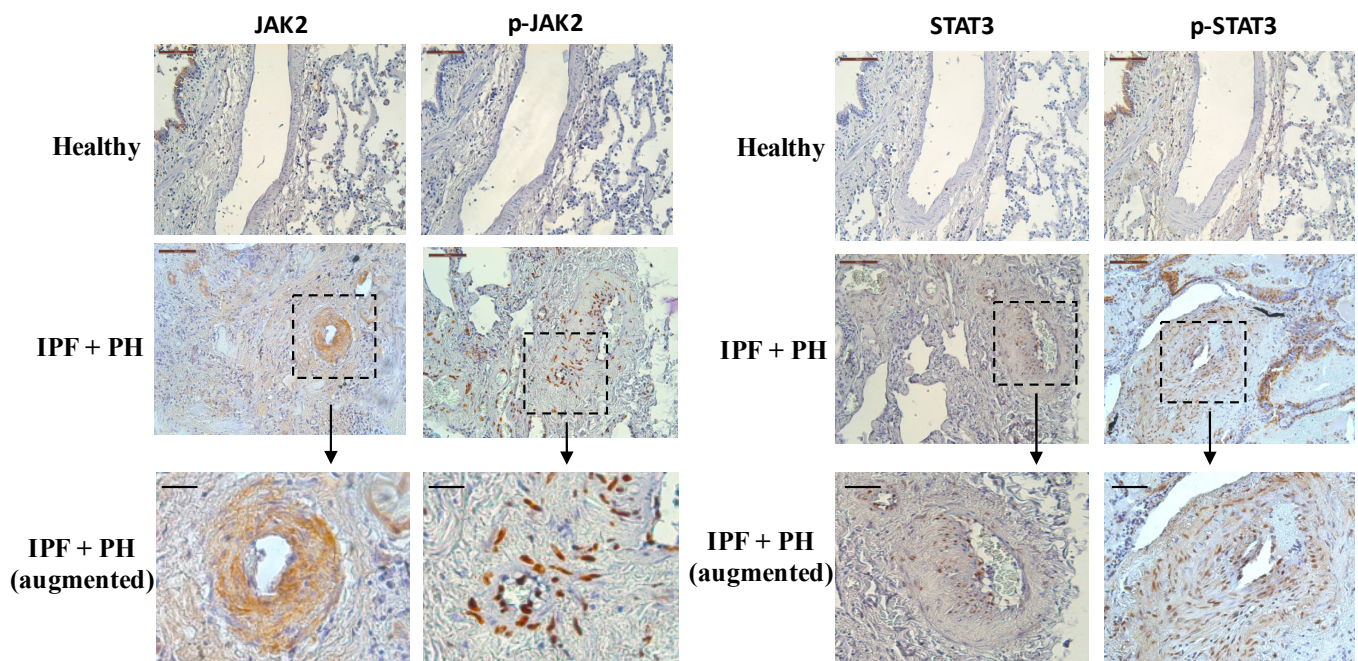 JAK2 p-JAK2 STAT3 p-STAT3
Healthy Healthy
IPF + PH IPF + PH
IPF + PH IPF + PH
(augmented) (augmented)